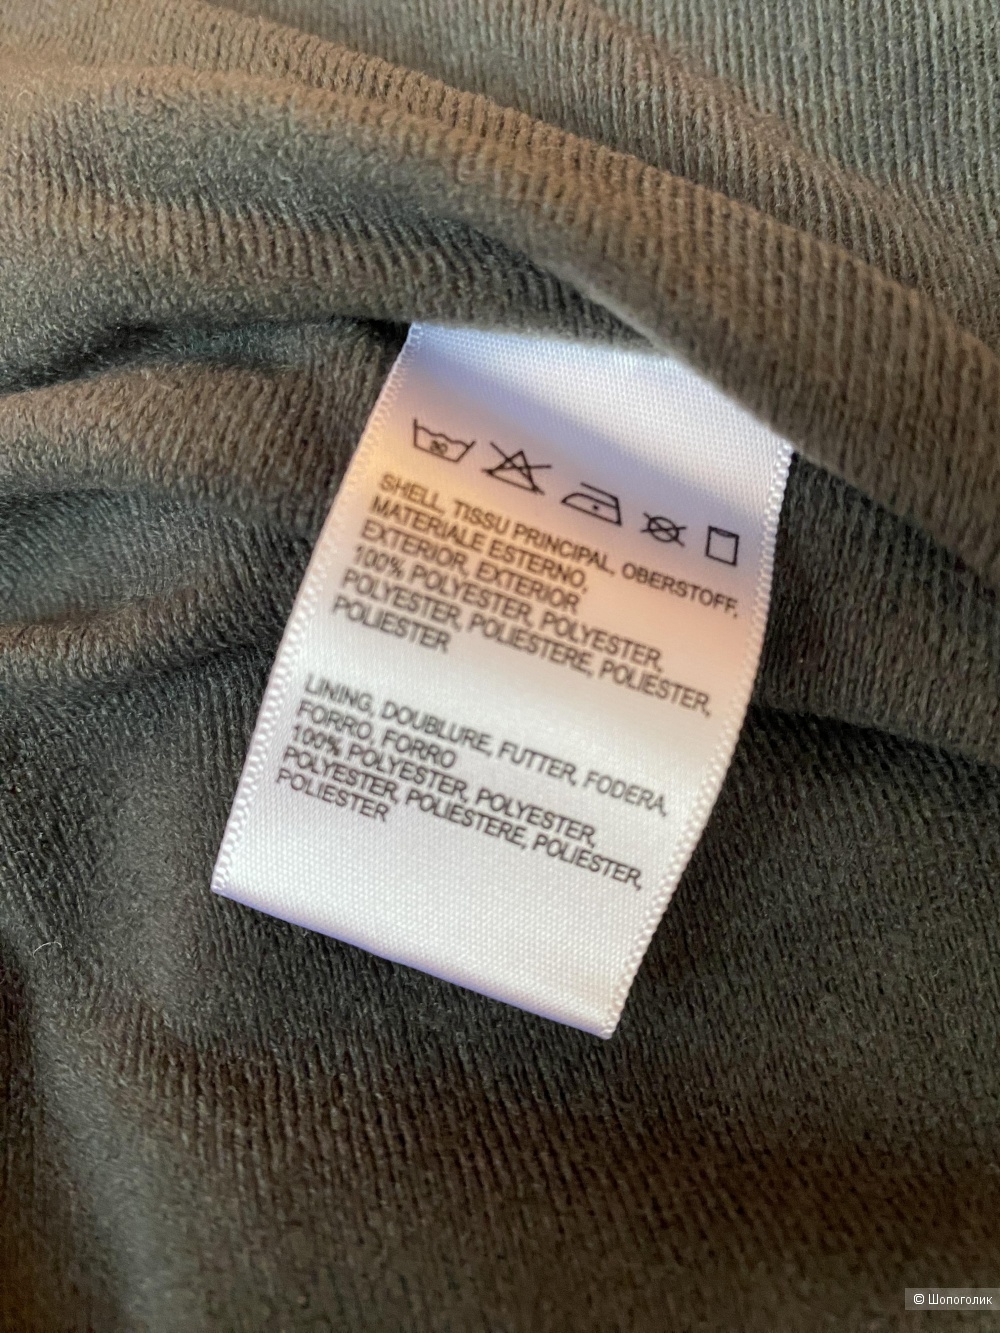 30
SHELL, TISSU PRINCIPAL, OBERSTOFF,
MATERIALE ESTERNO,
EXTERIOR, EXTERIOR
100% POLYESTER, POLYESTER,
POLYESTER, POLIESTERE, POLIESTER,
POLIESTER
LINING, DOUBLURE, FUTTER, FODERA,
FORRO, FORRO
100% POLYESTER, POLYESTER,
POLYESTER, POLIESTERE, POLIESTER,
POLIESTER
© Шопоголик